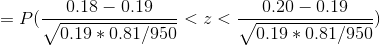 = P(\frac{0.18 - 0.19}{\sqrt{0.19 * 0.81/950}} < z < \frac{0.20 - 0.19}{\sqrt{0.19 * 0.81/950}})